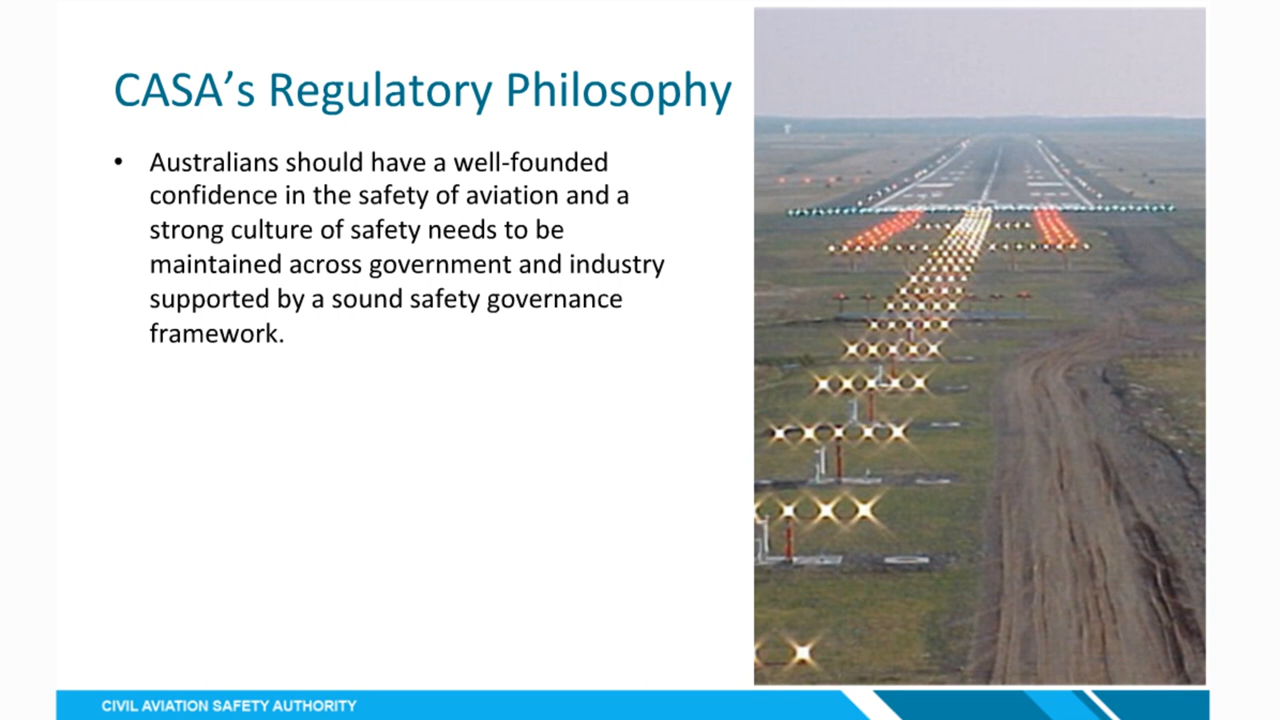 CASA’s Regulatory Philosophy
• Australians should have a well-founded
confidence in the safety of aviation and a
strong culture of safety needs to be
maintained across government and industry
supported by a sound safety governance
framework.
CIVIL AVIATION SAFETY AUTHORITY